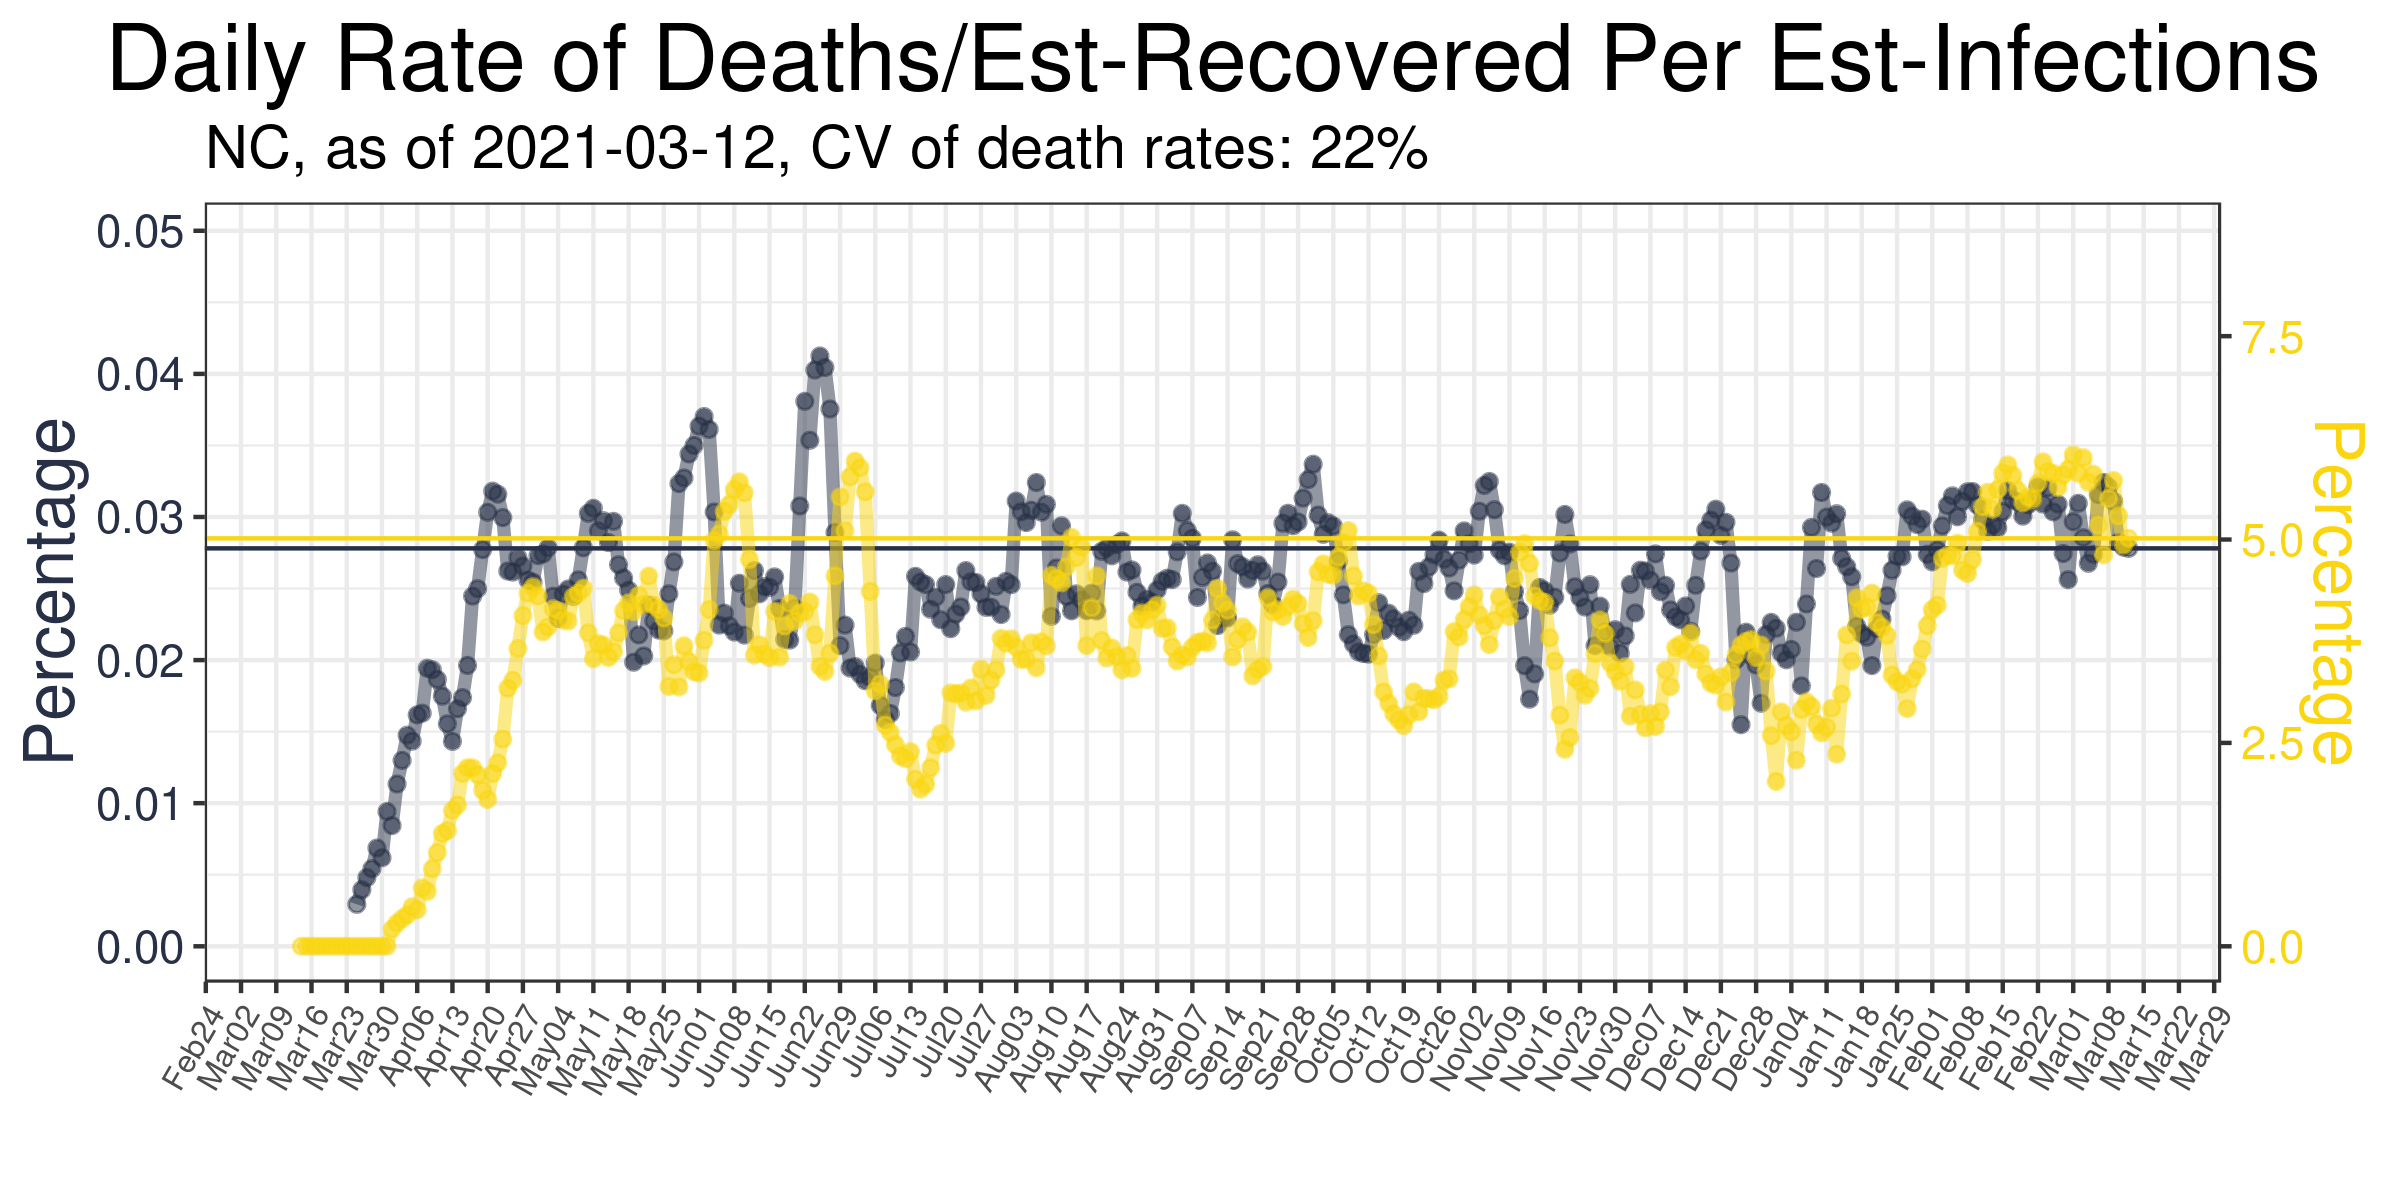 Daily Rate of Deaths/Est-Recovered Per Est-Infections
NC, as of 2021-03-12, CV of death rates: 22%
Percentage
0.05
0.04
0.03
0.02
0.01
0.00
7.5
5.0
2.5
0.0
Percentage
Feb24
Mar02
Mar09
Mar16
Mar23
Mar30
Apr06
Apr13
Apr20
Apr27
May04
May11
May18
May25
Jun01
Jun08
Jun15
Jun22
Jun29
Jul06
Jul13
Jul20
Jul27
Aug03
Aug10
Aug17
Aug24
Aug31
Sep07
Sep14
Sep21
Sep28
Oct05
Oct12
Oct19
Oct26
Nov02
Nov09
Nov16
Nov23
Nov30
Dec07
Dec14
Dec21
Dec28
Jan04
Jan11
Jan18
Jan25
Feb01
Feb08
Feb15
Feb22
Mar01
Mar08
Mar15
Mar22
Mar29